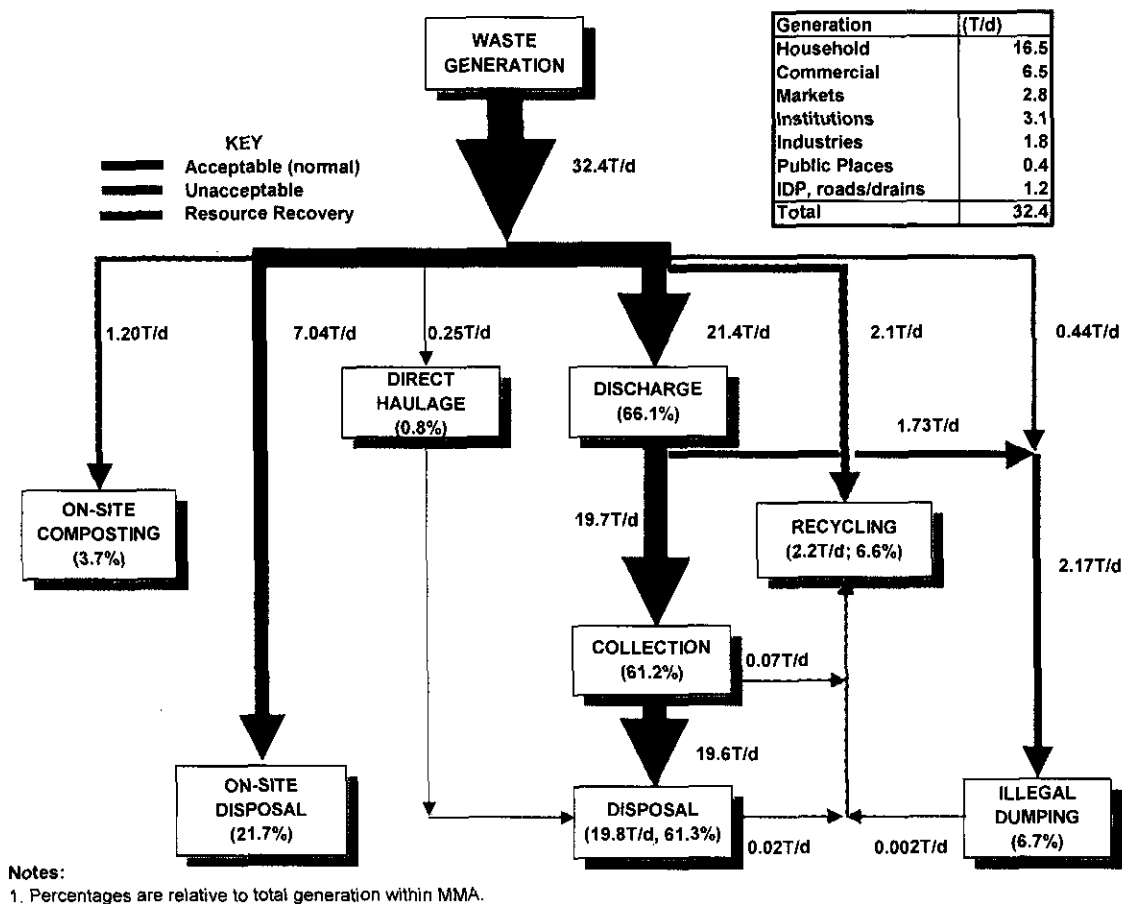 WASTE
GENERATION
Generation (T/d)
Household 16.5
Commercial 6.5
Markets 2.8
Institutions 3.1
Industries 1.8
Public Places 0.4
IDP, roads/drains 1.2
Total 32.4
KEY
Acceptable (normal)
Unacceptable
Resource Recovery
32.4T/d
1.20T/d
7.04T/d
0.25T/d
21.4T/d
2.1T/d
0.44T/d
DIRECT
HAULAGE
(0.8%)
DISCHARGE
(66.1%)
1.73T/d
ON-SITE
COMPOSTING
(3.7%)
19.7T/d
RECYCLING
(2.2T/d; 6.6%)
2.17T/d
COLLECTION
(61.2%)
0.07T/d
19.6T/d
ON-SITE
DISPOSAL
(21.7%)
DISPOSAL
(19.8T/d, 61.3%)
0.02T/d
0.002T/d
ILLEGAL
DUMPING
(6.7%)
Notes:
1. Percentages are relative to total generation within MMA.